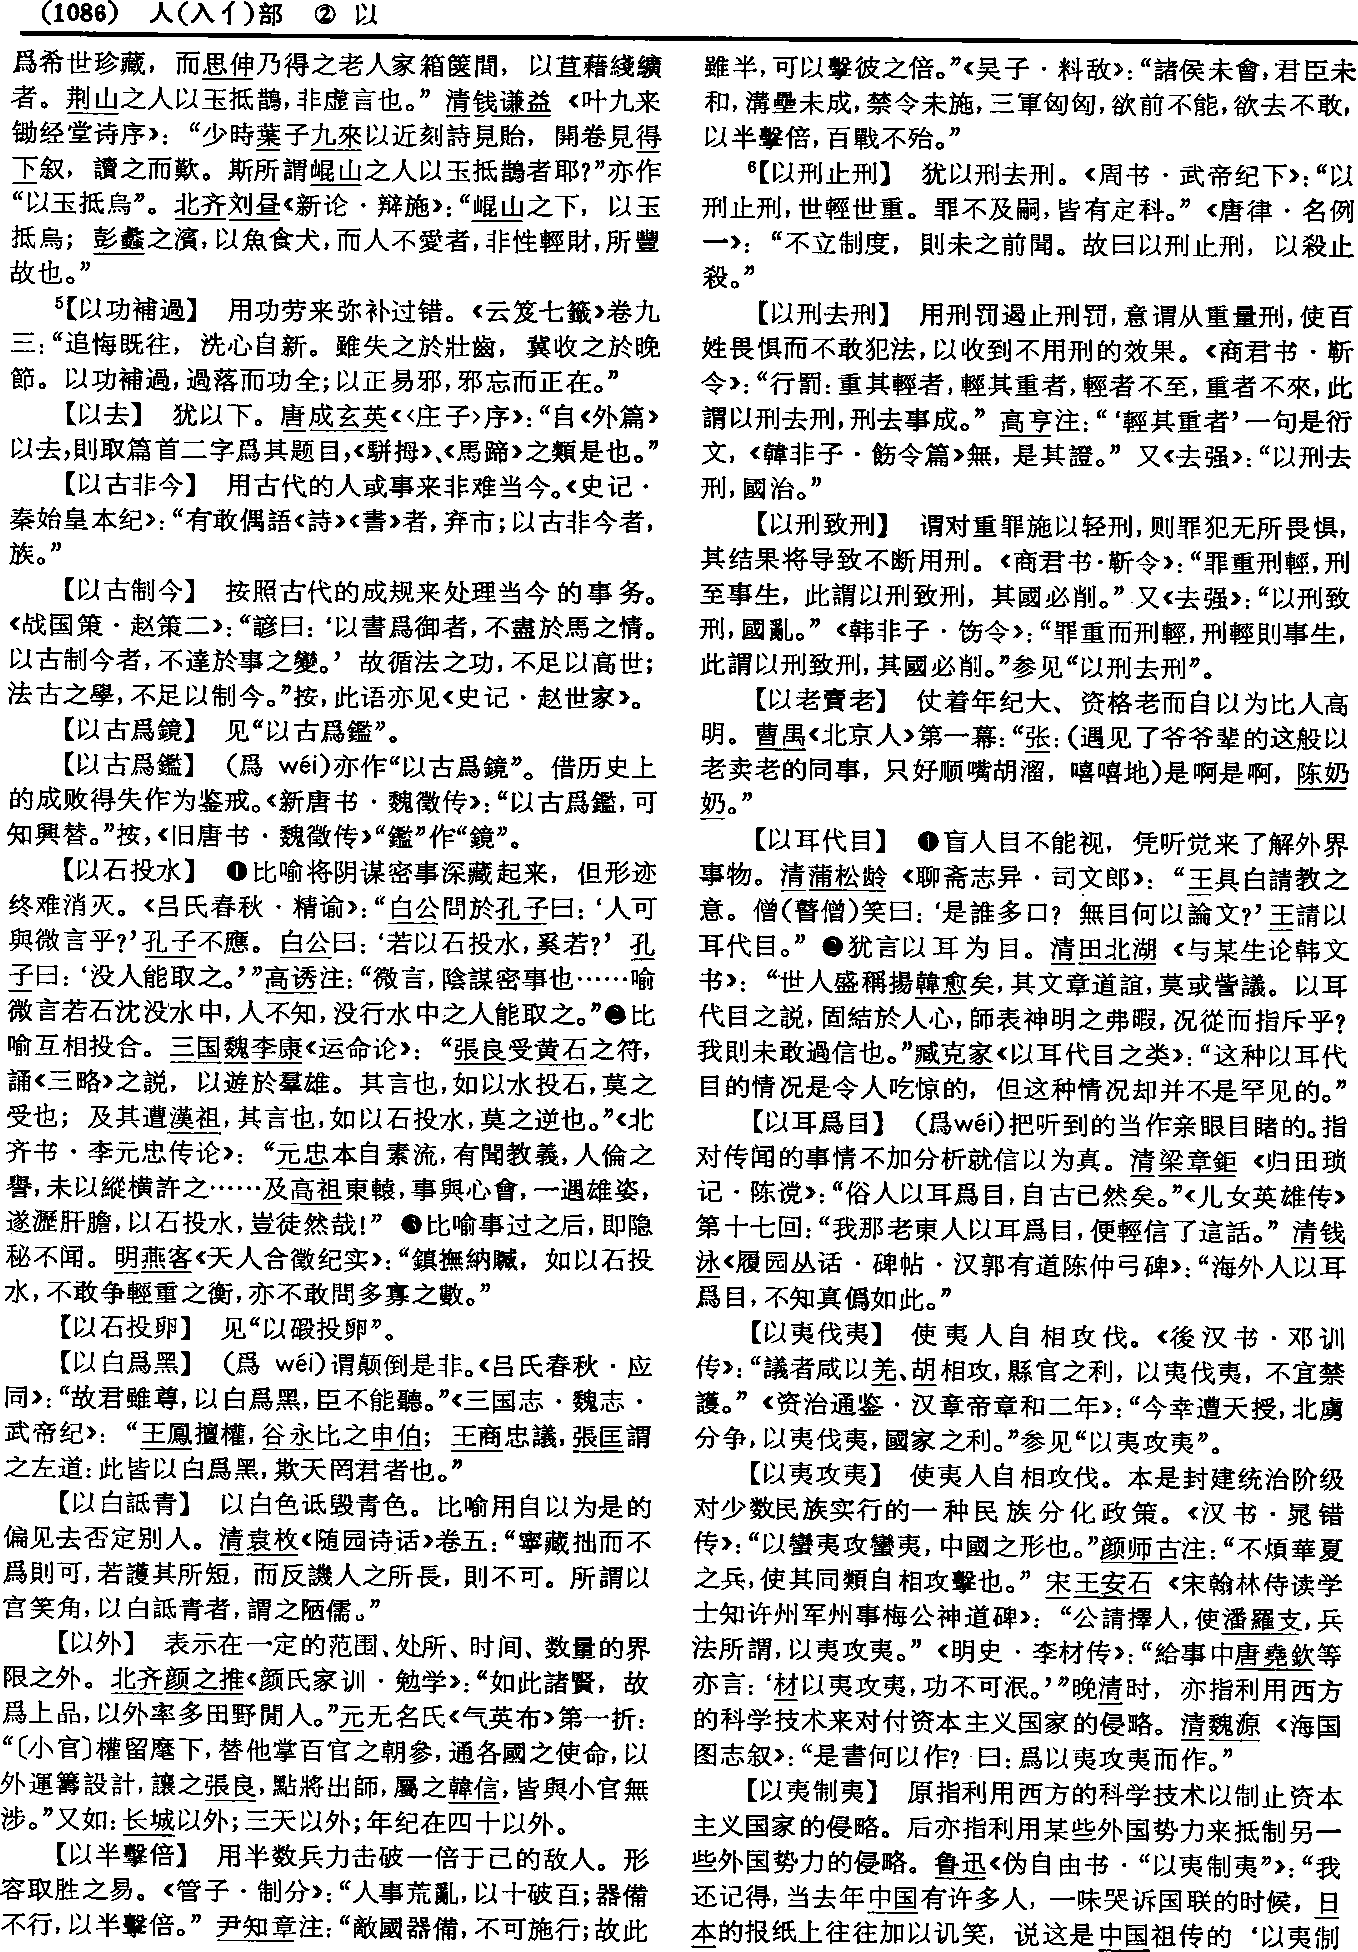 (1086) 人(入亻)部 ② 以
爲希世珍藏，而思伸乃得之老人家箱篋間，以苴藉綫纊
者。荆山之人以玉抵鵲，非虚言也。”清钱谦益《叶九来
锄经堂诗序》：“少時葉子九來以近刻詩見貽，開卷見得
下叙，讀之而歎。斯所謂崐山之人以玉抵鵲者耶？”亦作
“以玉抵烏”。北齐刘昼《新论·辩施》：“崐山之下，以玉
抵烏；彭蠡之濱，以魚食犬，而人不愛者，非性輕財，所豐
故也。”
⁵【以功補過】 用功劳来弥补过错。《云笈七籤》卷九
三：“追悔既往，洗心自新。雖失之於壯齒，冀收之於晚
節。以功補過，過落而功全；以正易邪，邪忘而正在。”
【以去】 犹以下。唐成玄英《〈庄子〉序》：“自《外篇》
以去，則取篇首二字爲其题目，《駢拇》、《馬蹄》之類是也。”
【以古非今】 用古代的人或事来非难当今。《史记·
秦始皇本纪》：“有敢偶語《詩》《書》者，弃市；以古非今者，
族。”
【以古制今】 按照古代的成规来处理当今的事务。
《战国策·赵策二》：“諺曰：‘以書爲御者，不盡於馬之情。
以古制今者，不達於事之變。’故循法之功，不足以高世；
法古之學，不足以制今。”按，此语亦见《史记·赵世家》。
【以古爲鏡】 见“以古爲鑑”。
【以古爲鑑】 (爲 wéi)亦作“以古爲鏡”。借历史上
的成败得失作为鉴戒。《新唐书·魏徵传》：“以古爲鑑，可
知興替。”按，《旧唐书·魏徵传》“鑑”作“鏡”。
【以石投水】 ❶比喻将阴谋密事深藏起来，但形迹
终难消灭。《吕氏春秋·精谕》：“白公問於孔子曰：‘人可
與微言乎？’孔子不應。白公曰：‘若以石投水，奚若？’孔
子曰：‘没人能取之。’”高诱注：“微言，陰謀密事也……喻
微言若石沈没水中，人不知，没行水中之人能取之。”❷比
喻互相投合。三国魏李康《运命论》：“張良受黄石之符，
誦《三略》之説，以遊於羣雄。其言也，如以水投石，莫之
受也；及其遭漢祖，其言也，如以石投水，莫之逆也。”《北
齐书·李元忠传论》：“元忠本自素流，有聞教義，人倫之
譽，未以縱横許之……及高祖東轅，事與心會，一遇雄姿，
遂瀝肝膽，以石投水，豈徒然哉！”❸比喻事过之后，即隐
秘不闻。明燕客《天人合徵纪实》：“鎮撫納贓，如以石投
水，不敢争輕重之衡，亦不敢問多寡之數。”
【以石投卵】 见“以碫投卵”。
【以白爲黑】 (爲 wéi)谓颠倒是非。《吕氏春秋·应
同》：“故君雖尊，以白爲黑，臣不能聽。”《三国志·魏志·
武帝纪》：“王鳳擅權，谷永比之申伯；王商忠議，張匡謂
之左道：此皆以白爲黑，欺天罔君者也。”
【以白詆青】 以白色诋毁青色。比喻用自以为是的
偏见去否定别人。清袁枚《随园诗话》卷五：“寧藏拙而不
爲則可，若護其所短，而反譏人之所長，則不可。所謂以
宫笑角，以白詆青者，謂之陋儒。”
【以外】 表示在一定的范围、处所、时间、数量的界
限之外。北齐颜之推《颜氏家训·勉学》：“如此諸賢，故
爲上品，以外率多田野閒人。”元无名氏《气英布》第一折：
“〔小官〕權留麾下，替他掌百官之朝參，通各國之使命，以
外運籌設計，讓之張良，點將出師，屬之韓信，皆與小官無
涉。”又如：长城以外；三天以外；年纪在四十以外。
【以半擊倍】 用半数兵力击破一倍于己的敌人。形
容取胜之易。《管子·制分》：“人事荒亂，以十破百；器備
不行，以半擊倍。”尹知章注：“敵國器備，不可施行；故此
雖半，可以擊彼之倍。”《吴子·料敌》：“諸侯未會，君臣未
和，溝壘未成，禁令未施，三軍匈匈，欲前不能，欲去不敢，
以半擊倍，百戰不殆。”
⁶【以刑止刑】 犹以刑去刑。《周书·武帝纪下》：“以
刑止刑，世輕世重。罪不及嗣，皆有定科。”《唐律·名例
一》：“不立制度，則未之前聞。故曰以刑止刑，以殺止
殺。”
【以刑去刑】 用刑罚遏止刑罚，意谓从重量刑，使百
姓畏惧而不敢犯法，以收到不用刑的效果。《商君书·靳
令》：“行罰：重其輕者，輕其重者，輕者不至，重者不來，此
謂以刑去刑，刑去事成。”高亨注：“‘輕其重者’一句是衍
文，《韓非子·飭令篇》無，是其證。”又《去强》：“以刑去
刑，國治。”
【以刑致刑】 谓对重罪施以轻刑，则罪犯无所畏惧，
其结果将导致不断用刑。《商君书·靳令》：“罪重刑輕，刑
至事生，此謂以刑致刑，其國必削。”又《去强》：“以刑致
刑，國亂。”《韩非子·饬令》：“罪重而刑輕，刑輕則事生，
此謂以刑致刑，其國必削。”参见“以刑去刑”。
【以老賣老】 仗着年纪大、资格老而自以为比人高
明。曹禺《北京人》第一幕：“张：(遇见了爷爷辈的这般以
老卖老的同事，只好顺嘴胡溜，嘻嘻地)是啊是啊，陈奶
奶。”
【以耳代目】 ❶盲人目不能视，凭听觉来了解外界
事物。清蒲松龄《聊斋志异·司文郎》：“王具白請教之
意。僧(瞽僧)笑曰：‘是誰多口？無目何以論文？’王請以
耳代目。”❷犹言以耳为目。清田北湖《与某生论韩文
书》：“世人盛稱揚韓愈矣，其文章道誼，莫或訾議。以耳
代目之説，固結於人心，師表神明之弗暇，况從而指斥乎？
我則未敢過信也。”臧克家《以耳代目之类》：“这种以耳代
目的情况是令人吃惊的，但这种情况却并不是罕见的。”
【以耳爲目】 (爲wéi)把听到的当作亲眼目睹的。指
对传闻的事情不加分析就信以为真。清梁章鉅《归田琐
记·陈谠》：“俗人以耳爲目，自古已然矣。”《儿女英雄传》
第十七回：“我那老東人以耳爲目，便輕信了這話。”清钱
泳《履园丛话·碑帖·汉郭有道陈仲弓碑》：“海外人以耳
爲目，不知真僞如此。”
【以夷伐夷】 使夷人自相攻伐。《後汉书·邓训
传》：“議者咸以羌、胡相攻，縣官之利，以夷伐夷，不宜禁
護。”《资治通鉴·汉章帝章和二年》：“今幸遭天授，北虜
分争，以夷伐夷，國家之利。”参见“以夷攻夷”。
【以夷攻夷】 使夷人自相攻伐。本是封建统治阶级
对少数民族实行的一种民族分化政策。《汉书·晁错
传》：“以蠻夷攻蠻夷，中國之形也。”颜师古注：“不煩華夏
之兵，使其同類自相攻擊也。”宋王安石《宋翰林侍读学
士知许州军州事梅公神道碑》：“公請擇人，使潘羅支，兵
法所謂，以夷攻夷。”《明史·李材传》：“給事中唐堯欽等
亦言：‘材以夷攻夷，功不可泯。’”晚清时，亦指利用西方
的科学技术来对付资本主义国家的侵略。清魏源《海国
图志叙》：“是書何以作？曰：爲以夷攻夷而作。”
【以夷制夷】 原指利用西方的科学技术以制止资本
主义国家的侵略。后亦指利用某些外国势力来抵制另一
些外国势力的侵略。鲁迅《伪自由书·“以夷制夷”》：“我
还记得，当去年中国有许多人，一味哭诉国联的时候，日
本的报纸上往往加以讥笑，说这是中国祖传的‘以夷制